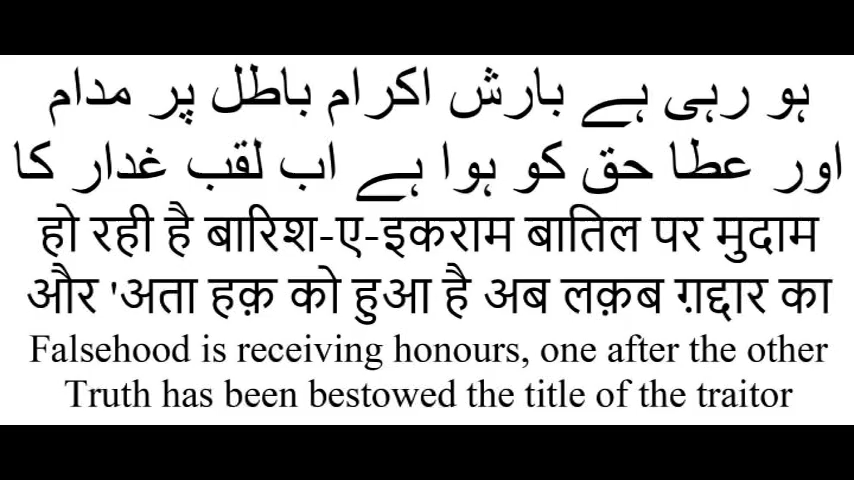 ہو رہی ہے بارش اکرام باطل پر مدام
اور عطا حق کو ہوا ہے اب لقب غدار کا
हो रही है बारिश-ए-इकराम बातिल पर मुदाम
और 'अता हक़ को हुआ है अब लक़ब ग़द्दार का
Falsehood is receiving honours, one after the other
Truth has been bestowed the title of the traitor